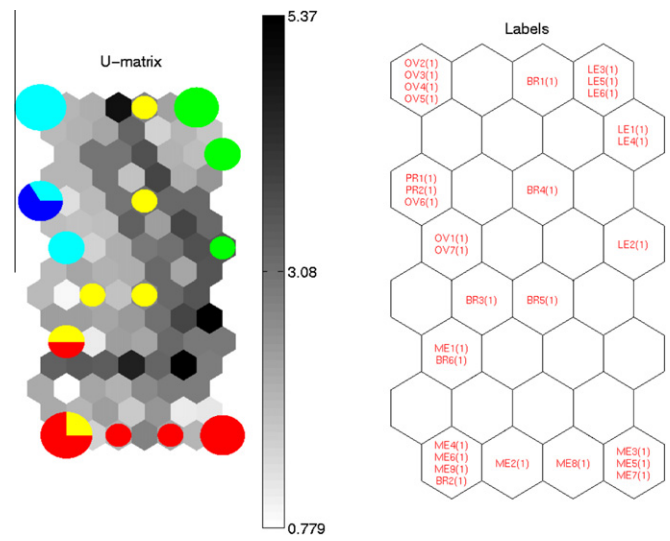 U-matrix
5.37
3.08
0.779
Labels
OV2(1)
OV3(1)
OV4(1)
OV5(1)
BR1(1)
LE3(1)
LE5(1)
LE6(1)
LE1(1)
LE4(1)
PR1(1)
PR2(1)
OV6(1)
BR4(1)
OV1(1)
OV7(1)
LE2(1)
BR3(1)
BR5(1)
ME1(1)
BR6(1)
ME4(1)
ME6(1)
ME9(1)
BR2(1)
ME2(1)
ME8(1)
ME3(1)
ME5(1)
ME7(1)